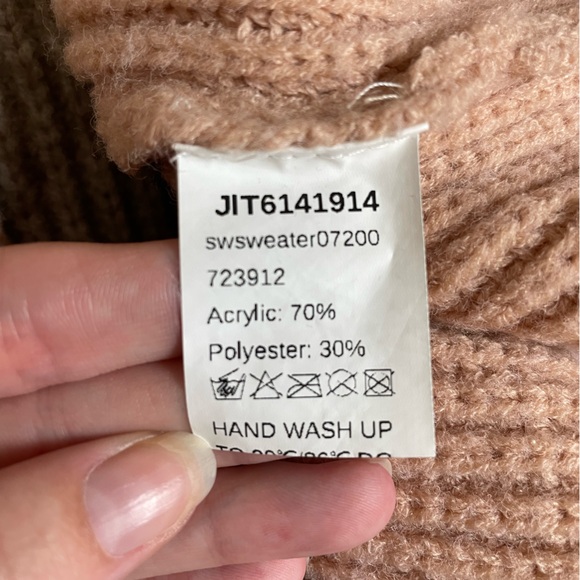 JIT6141914
swsweater07200
723912
Acrylic: 70%
Polyester: 30%
HAND WASH UP